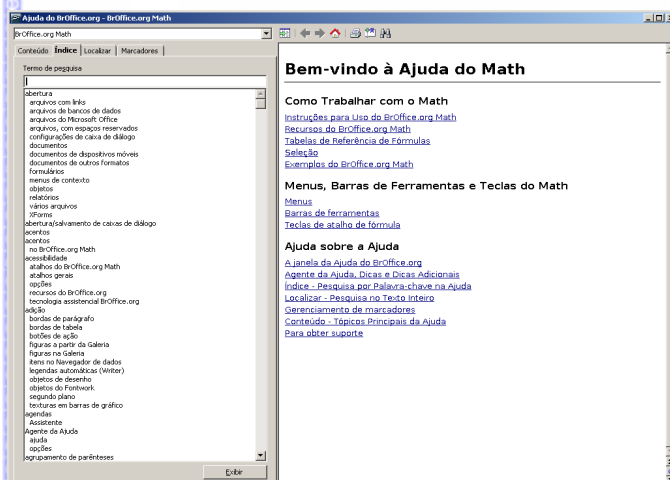 Ajuda do BrOffice.org - BrOffice.org Math
BrOffice.org Math
Conteúdo Índice Localizar Marcadores
Termo de pesquisa
abertura
arquivos com links
arquivos de bancos de dados
arquivos do Microsoft Office
arquivos, com espaços reservados
configurações de caixa de diálogo
documentos
documentos de dispositivos móveis
documentos de outros formatos
formulários
menus de contexto
objetos
relatórios
vários arquivos
XForms
abertura/salvamento de caixas de diálogo
acentos
acentos
no BrOffice.org Math
acessibilidade
atalhos do BrOffice.org Math
atalhos gerais
opções
recursos do BrOffice.org
tecnologia assistencial BrOffice.org
adição
bordas de parágrafo
bordas de tabela
botões de ação
figuras a partir da Galeria
figuras na Galeria
itens no Navegador de dados
legendas automáticas (Writer)
objetos de desenho
objetos do Fontwork
segundo plano
texturas em barras de gráfico
agendas
Assistente
Agente da Ajuda
ajuda
opções
agrupamento de parênteses
Exibir
Bem-vindo à Ajuda do Math
Como Trabalhar com o Math
Instruções para Uso do BrOffice.org Math
Recursos do BrOffice.org Math
Tabelas de Referência de Fórmulas
Seleção
Exemplos do BrOffice.org Math
Menus, Barras de Ferramentas e Teclas do Math
Menus
Barras de ferramentas
Teclas de atalho de fórmula
Ajuda sobre a Ajuda
A janela da Ajuda do BrOffice.org
Agente da Ajuda, Dicas e Dicas Adicionais
Índice - Pesquisa por Palavra-chave na Ajuda
Localizar - Pesquisa no Texto Inteiro
Gerenciamento de marcadores
Conteúdo - Tópicos Principais da Ajuda
Para obter suporte